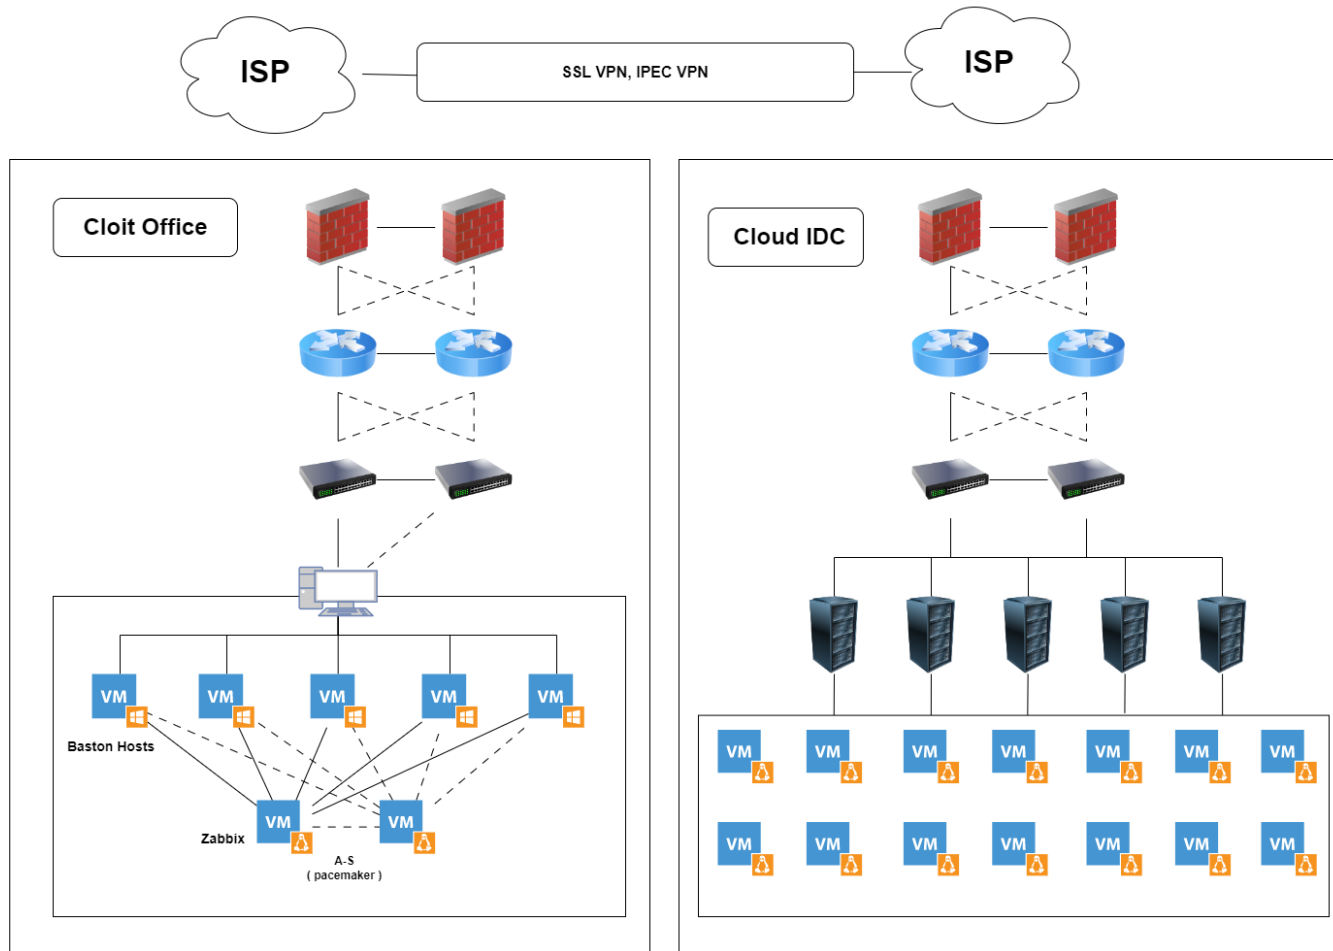 ISP
SSL VPN, IPEC VPN
ISP
Cloit Office
Cloud IDC
VM
VM
VM
VM
VM
Baston Hosts
VM
VM
Zabbix
A-S
( pacemaker )
VM
VM
VM
VM
VM
VM
VM
VM
VM
VM
VM
VM
VM
VM